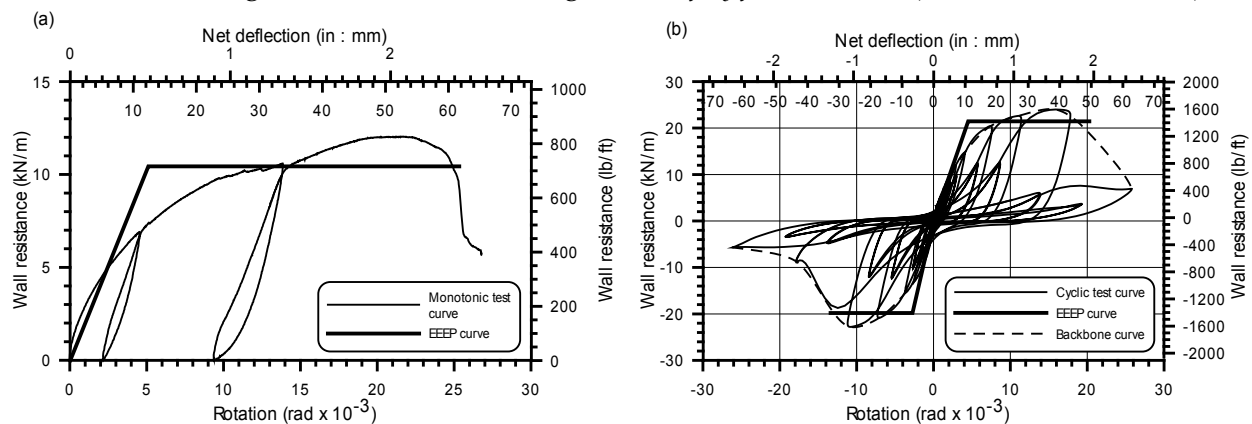 (a)
Net deflection (in : mm)
0 1 2
10 20 30 40 50 60 70
15
10
5
0
Wall resistance (kN/m)
1000
800
600
400
200
0
Wall resistance (lb/ft)
Monotonic test
curve
EEEP curve
0 5 10 15 20 25 30
Rotation (rad x 10-3)
(b)
Net deflection (in : mm)
-2 -1 0 1 2
-70 -60 -50 -40 -30 -20 -10 0 10 20 30 40 50 60 70
30
20
10
0
-10
-20
-30
Wall resistance (kN/m)
2000
1600
1200
800
400
0
-400
-800
-1200
-1600
-2000
Wall resistance (lb/ft)
Cyclic test curve
EEEP curve
Backbone curve
-30 -20 -10 0 10 20 30
Rotation (rad x 10-3)